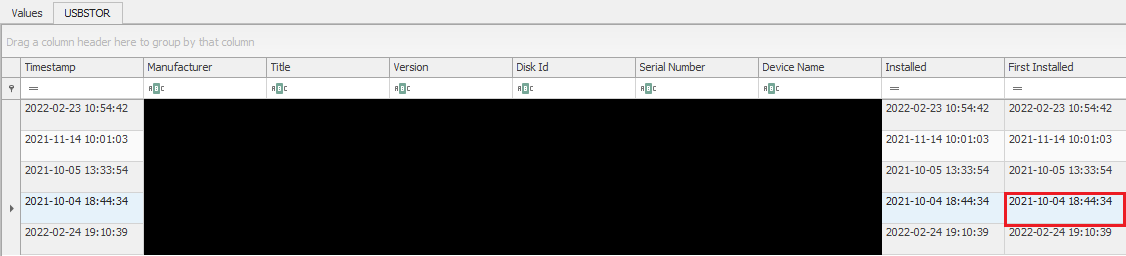 Values USBSTOR
Drag a column header here to group by that column
Timestamp Manufacturer Title Version Disk Id Serial Number Device Name Installed First Installed
= ABC ABC ABC ABC ABC ABC = =
2022-02-23 10:54:42 2022-02-23 10:54:42 2022-02-23 10:54:42
2021-11-14 10:01:03 2021-11-14 10:01:03 2021-11-14 10:01:03
2021-10-05 13:33:54 2021-10-05 13:33:54 2021-10-05 13:33:54
2021-10-04 18:44:34 2021-10-04 18:44:34 2021-10-04 18:44:34
2022-02-24 19:10:39 2022-02-24 19:10:39 2022-02-24 19:10:39